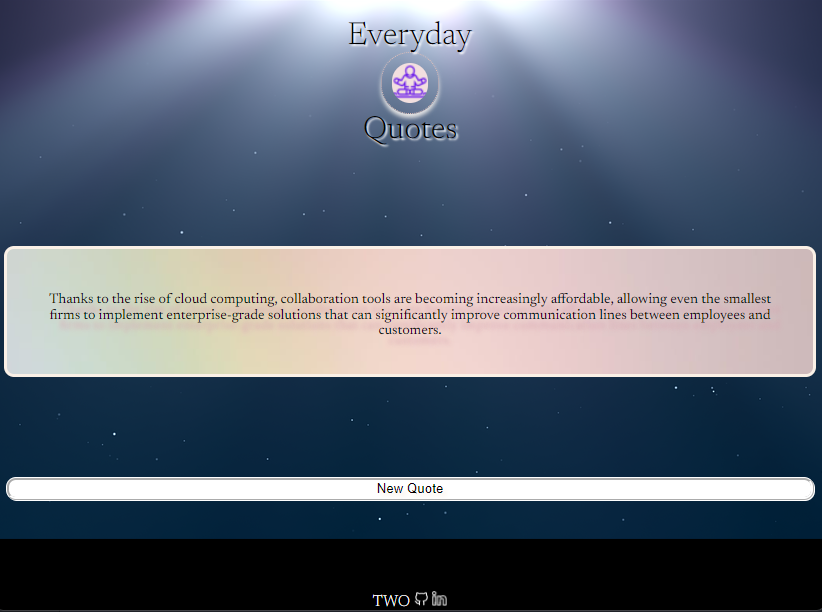 Everyday
Quotes
Thanks to the rise of cloud computing, collaboration tools are becoming increasingly affordable, allowing even the smallest
firms to implement enterprise-grade solutions that can significantly improve communication lines between employees and
customers.
New Quote
TWO in